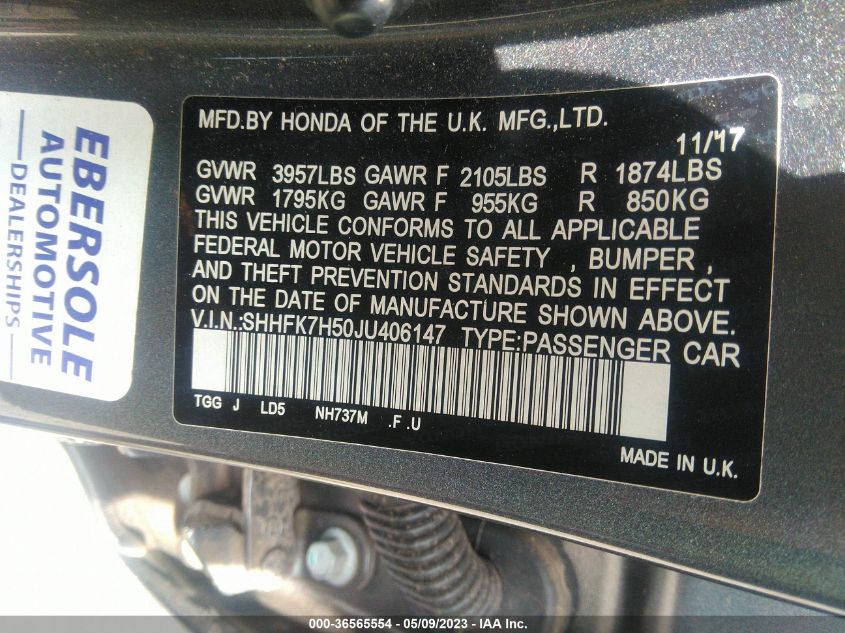 EBERSOLE
AUTOMOTIVE
DEALERSHIPS
MFD.BY HONDA OF THE U.K. MFG.,LTD.
11/17
GVWR 3957LBS GAWR F 2105LBS R 1874LBS
GVWR 1795KG GAWR F 955KG R 850KG
THIS VEHICLE CONFORMS TO ALL APPLICABLE
FEDERAL MOTOR VEHICLE SAFETY , BUMPER ,
AND THEFT PREVENTION STANDARDS IN EFFECT
ON THE DATE OF MANUFACTURE SHOWN ABOVE.
V.I.N.:SHHFK7H50JU406147 TYPE:PASSENGER CAR
TGG J LD5 NH737M .F .U
MADE IN U.K.
000-36565554 — 05/09/2023 — IAA Inc.